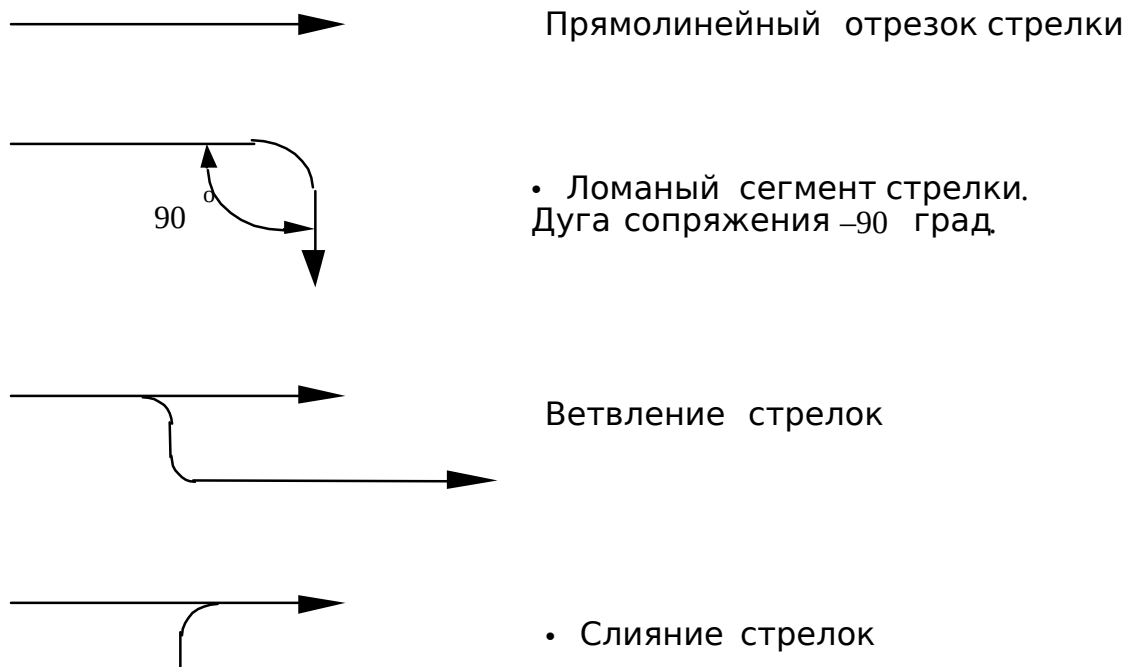 Прямолинейный отрезок стрелки
90 о
• Ломаный сегмент стрелки.
Дуга сопряжения –90 град.
Ветвление стрелок
• Слияние стрелок